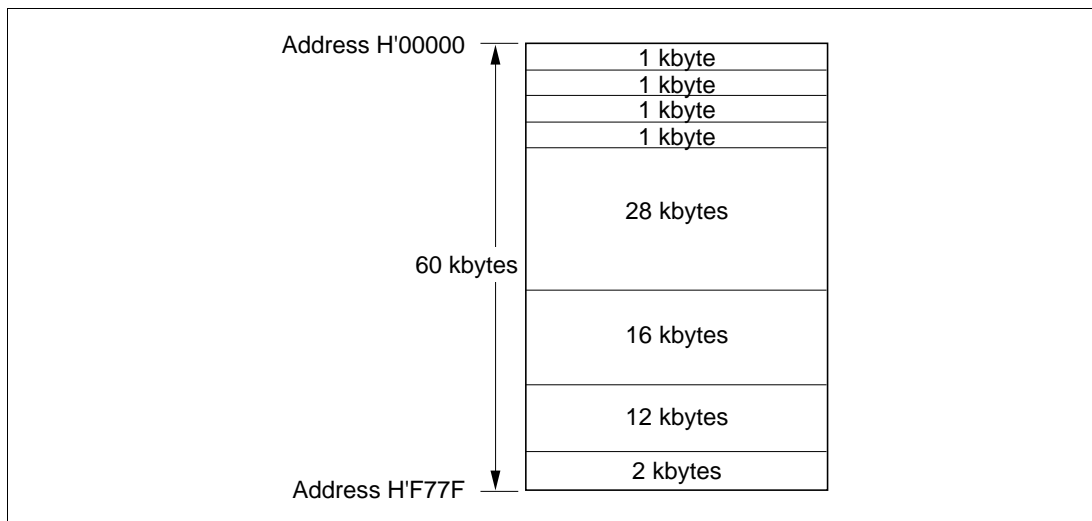 Address H'00000
1 kbyte
1 kbyte
1 kbyte
1 kbyte
28 kbytes
60 kbytes
16 kbytes
12 kbytes
2 kbytes
Address H'F77F